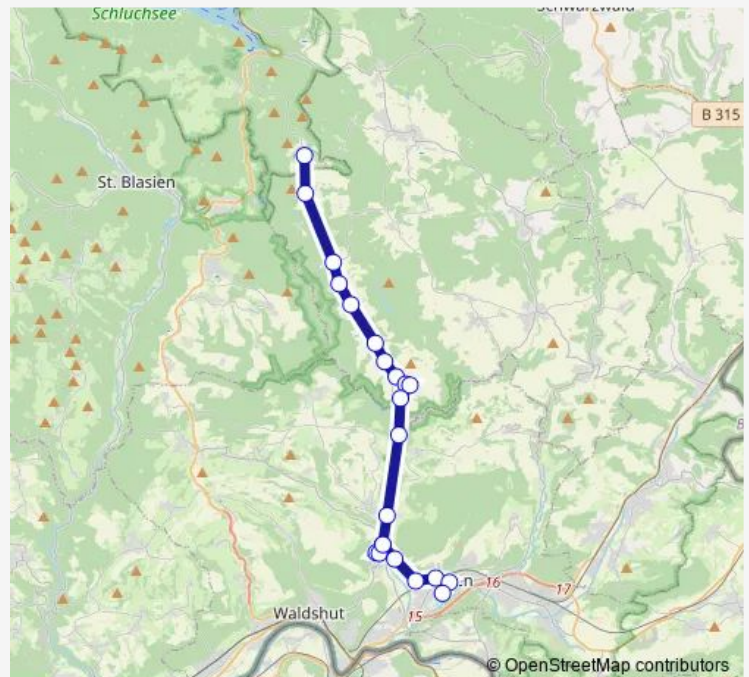 Schluchsee
Schwarzwald
B 315
St. Blasien
16
17
Waldshut
15
© OpenStreetMap contributors